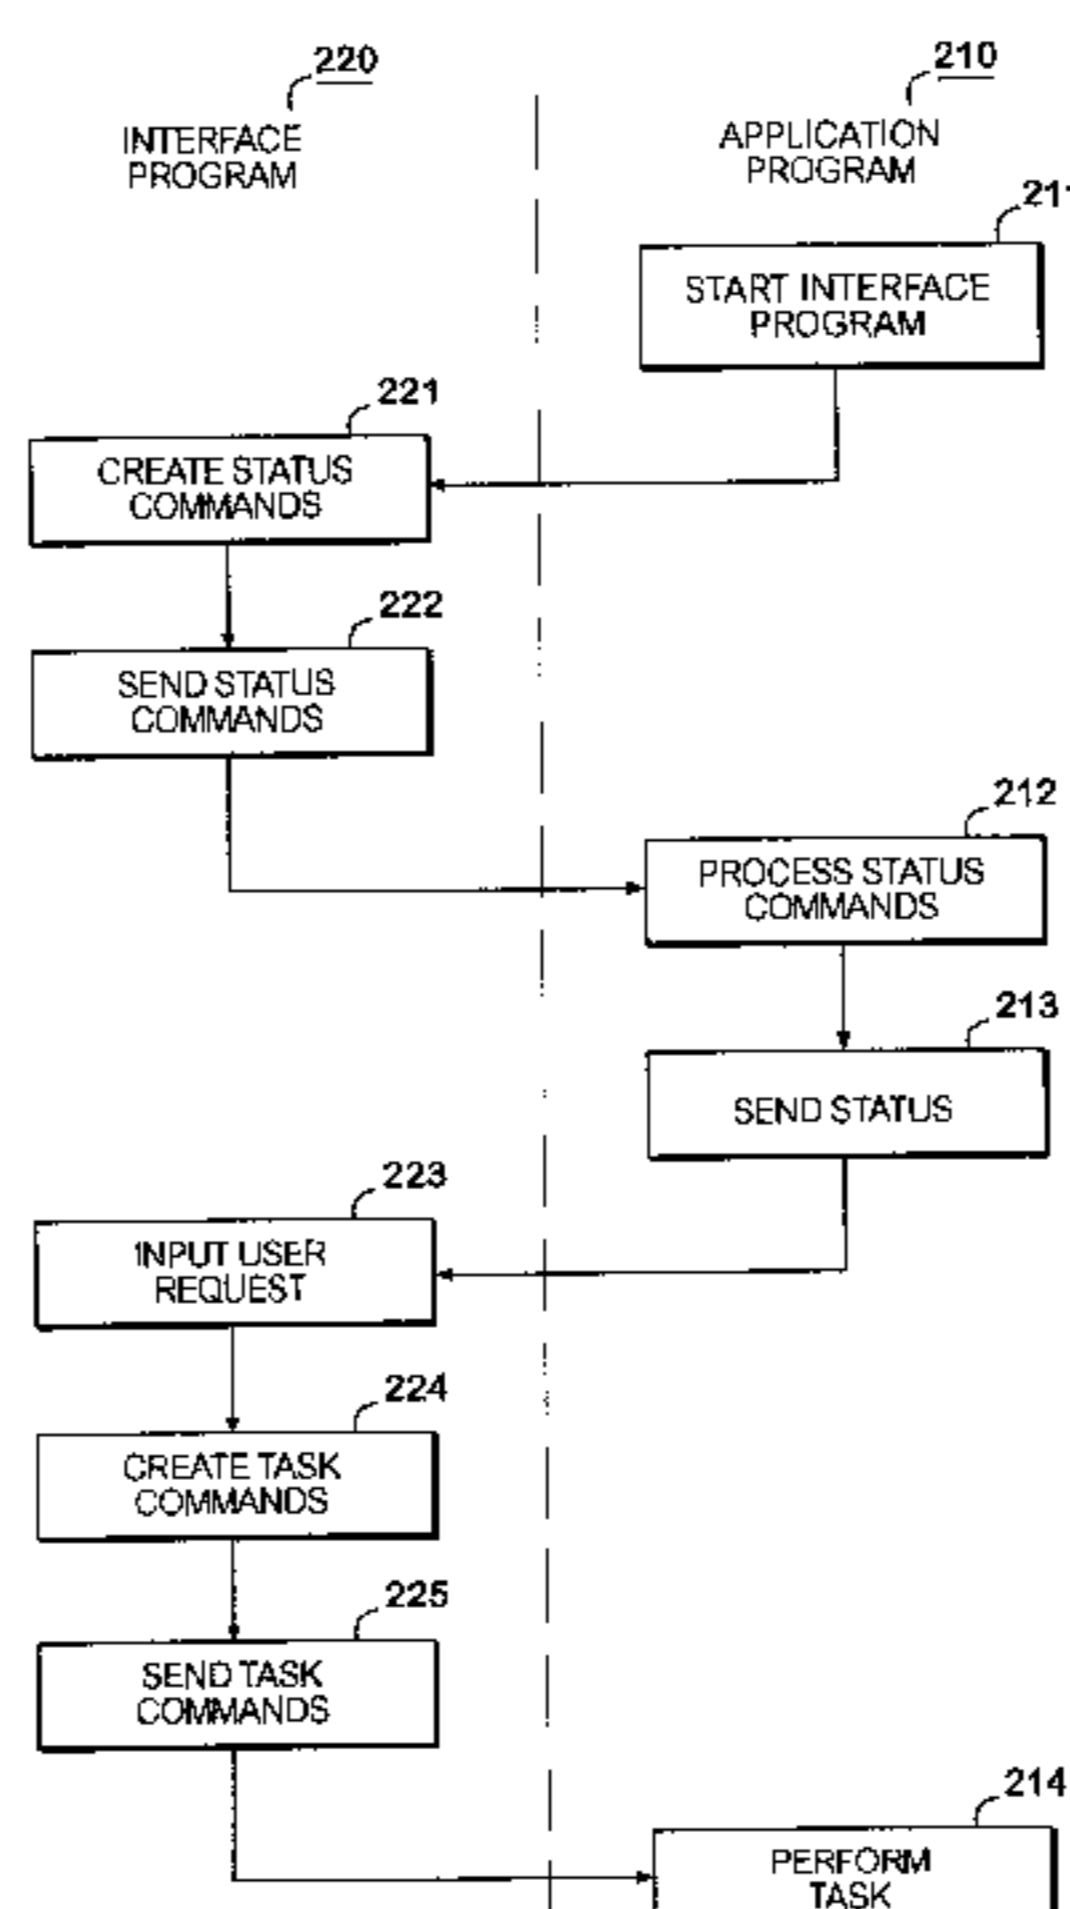 220
INTERFACE
PROGRAM
210
APPLICATION
PROGRAM
211
START INTERFACE
PROGRAM
221
CREATE STATUS
COMMANDS
222
SEND STATUS
COMMANDS
212
PROCESS STATUS
COMMANDS
213
SEND STATUS
223
INPUT USER
REQUEST
224
CREATE TASK
COMMANDS
225
SEND TASK
COMMANDS
214
PERFORM
TASK